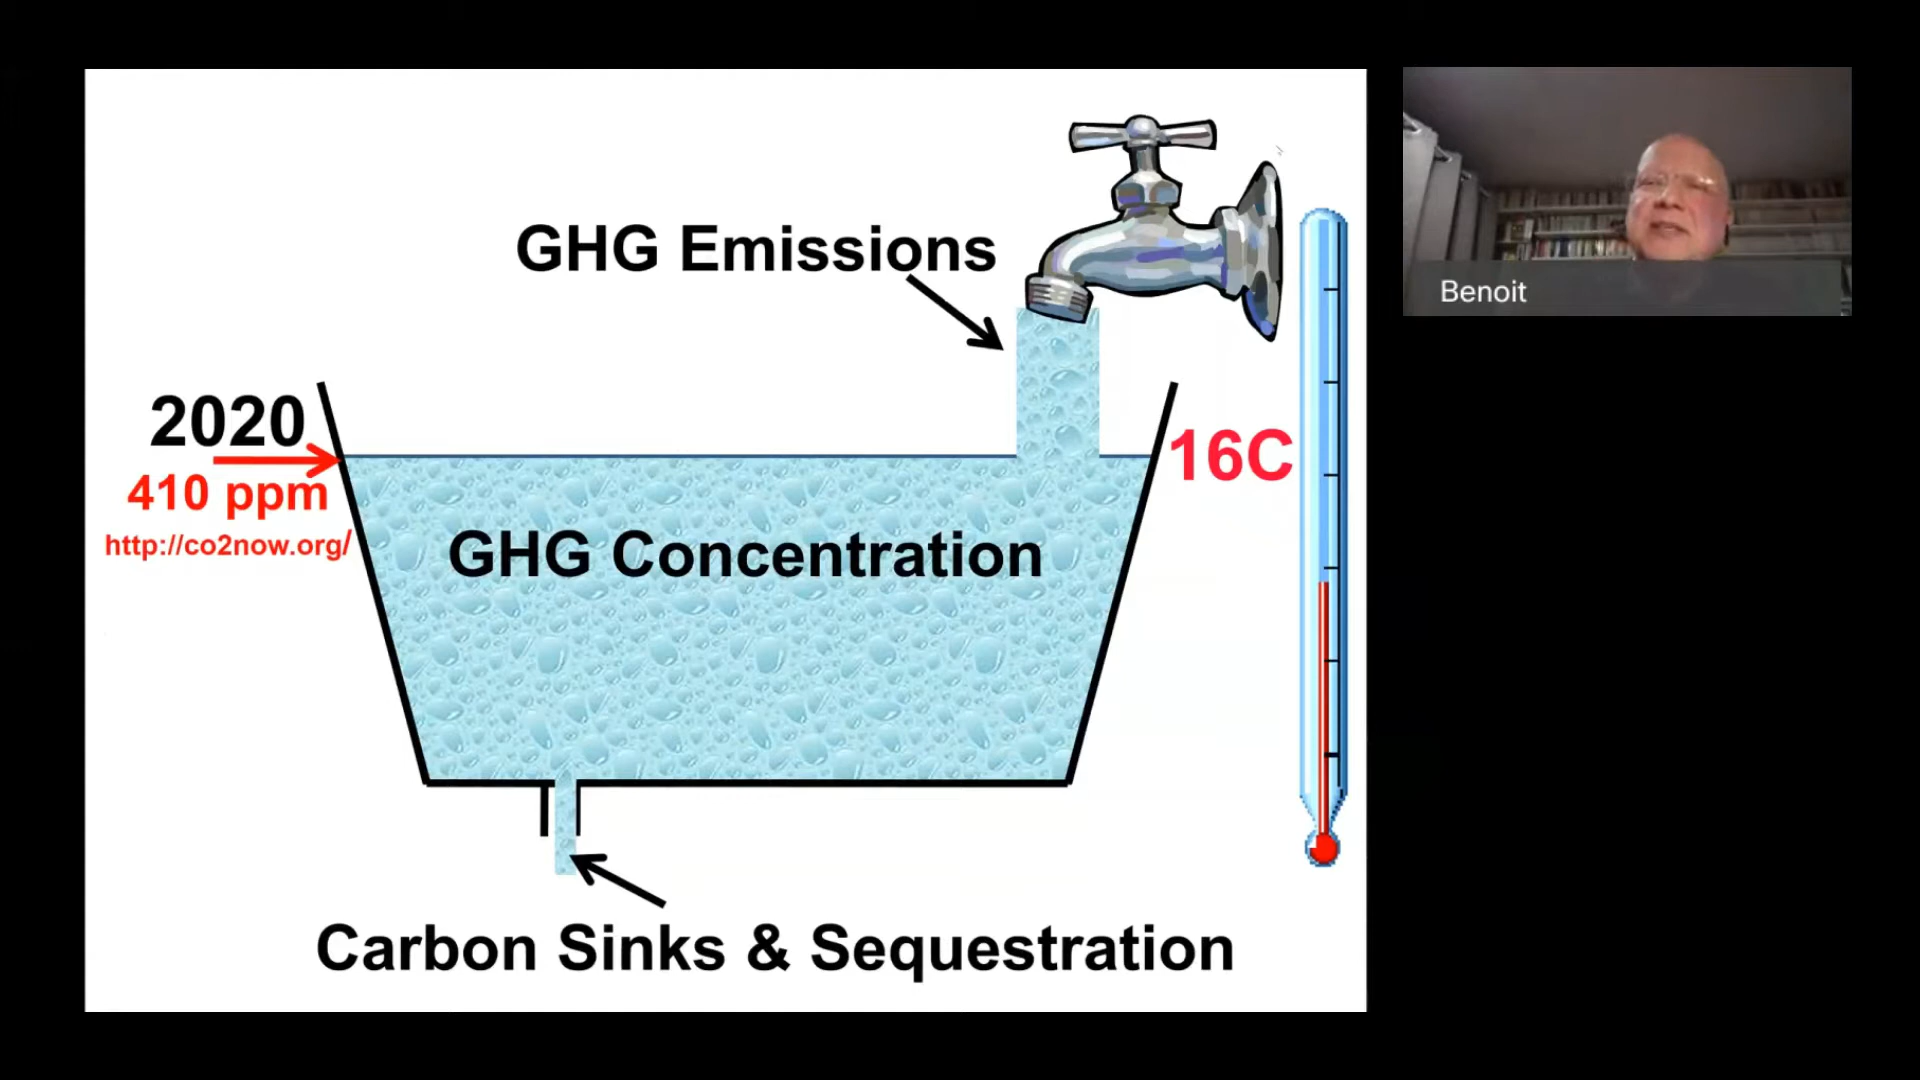 GHG Emissions
2020
410 ppm
http://co2now.org/
16C
GHG Concentration
Carbon Sinks & Sequestration
Benoit